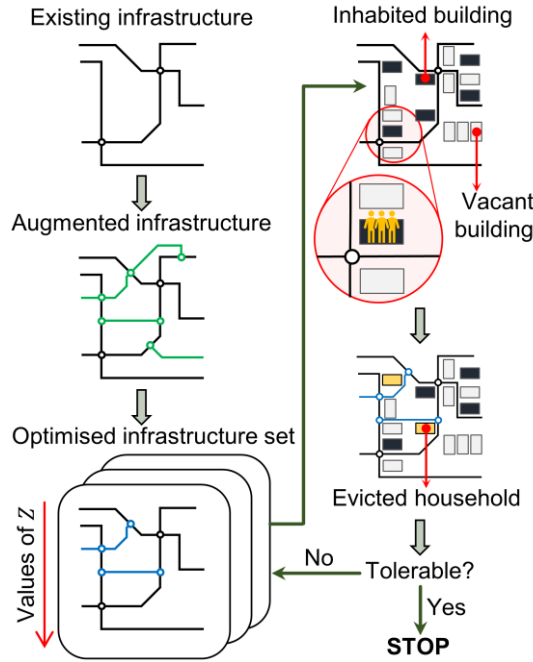 Existing infrastructure
Augmented infrastructure
Optimised infrastructure set
Values of Z
Inhabited building
Vacant
building
Evicted household
Tolerable?
No
Yes
STOP